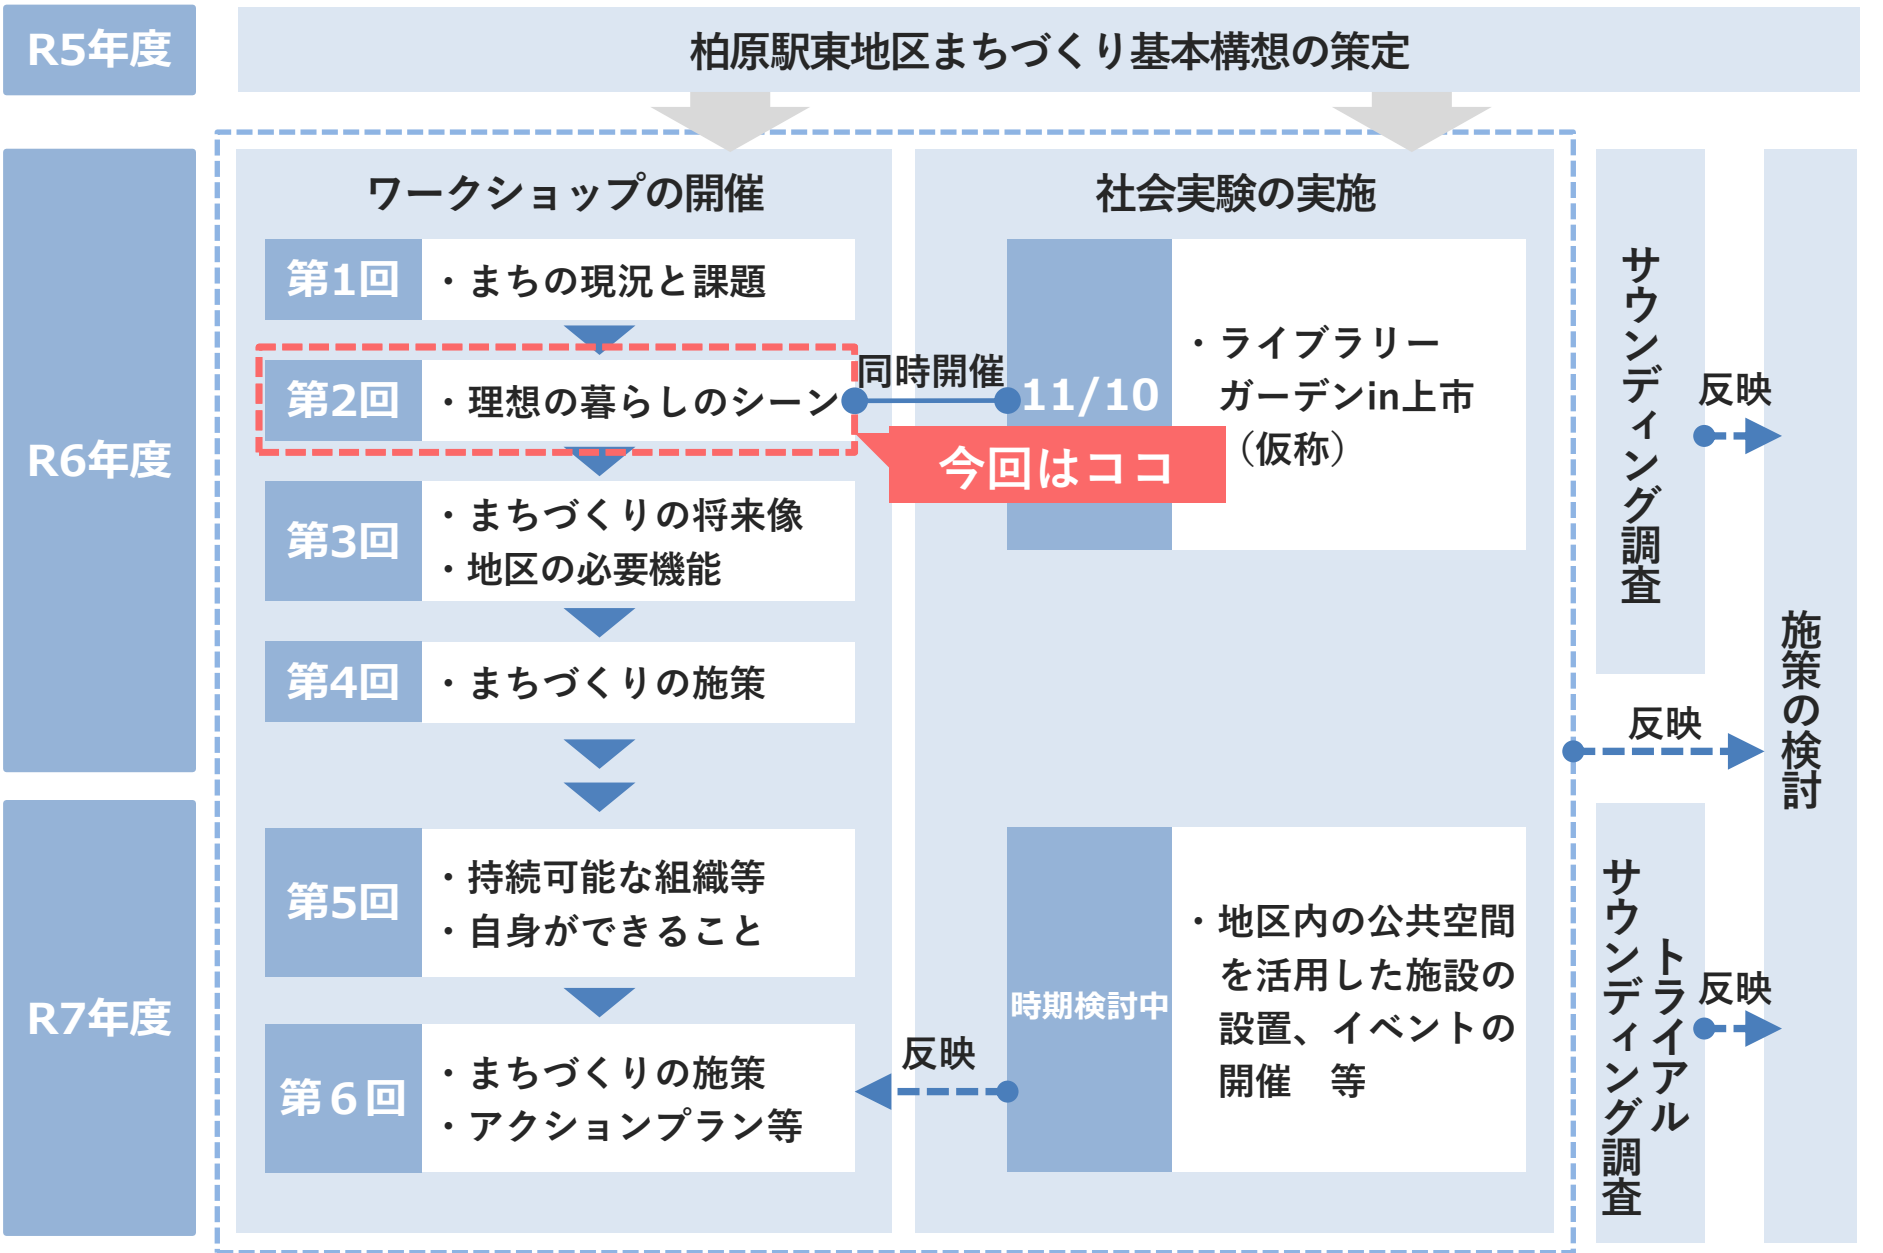 R5年度
柏原駅東地区まちづくり基本構想の策定
R6年度
R7年度
ワークショップの開催
第1回
・まちの現況と課題
第2回
・理想の暮らしのシーン
第3回
・まちづくりの将来像
・地区の必要機能
第4回
・まちづくりの施策
第5回
・持続可能な組織等
・自身ができること
第６回
・まちづくりの施策
・アクションプラン等
同時開催
今回はココ
反映
社会実験の実施
11/10
・ライブラリー
ガーデンin上市
（仮称）
時期検討中
・地区内の公共空間
を活用した施設の
設置、イベントの
開催　等
サウンディング調査
反映
反映
トライアル
サウンディング調査
反映
施策の検討